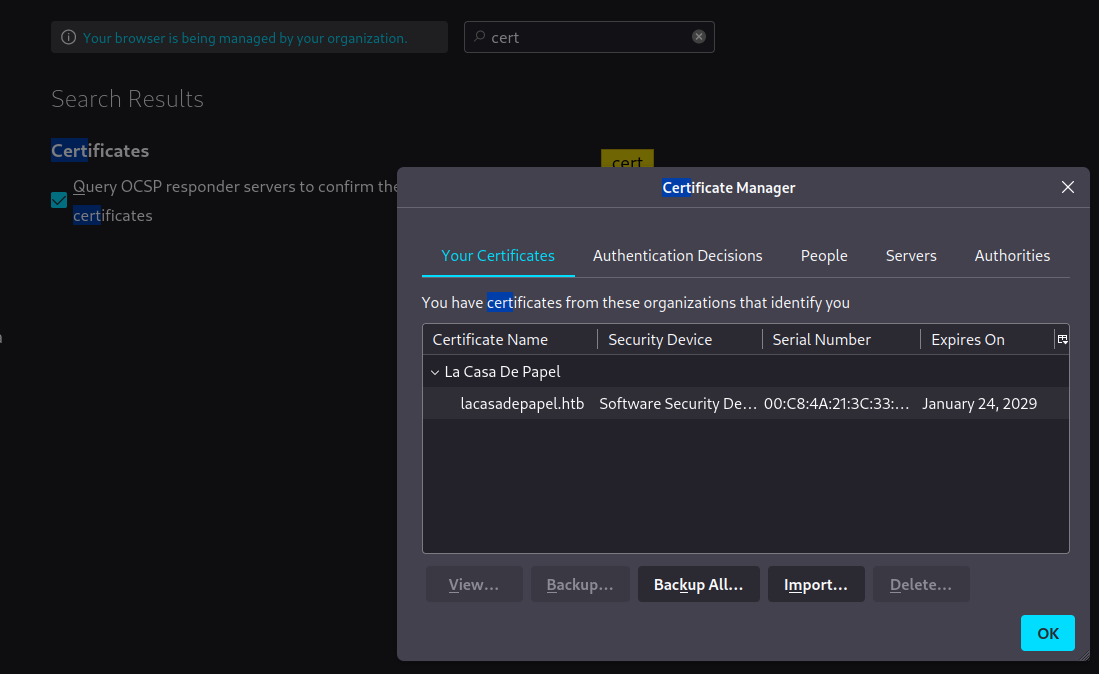 Your browser is being managed by your organization.
cert
Search Results
Certificates
cert
Query OCSP responder servers to confirm the
certificates
Certificate Manager
Your Certificates
Authentication Decisions
People
Servers
Authorities
You have certificates from these organizations that identify you
Certificate Name
Security Device
Serial Number
Expires On
La Casa De Papel
lacasadepapel.htb
Software Security De...
00:C8:4A:21:3C:33:...
January 24, 2029
View...
Backup...
Backup All...
Import...
Delete...
OK